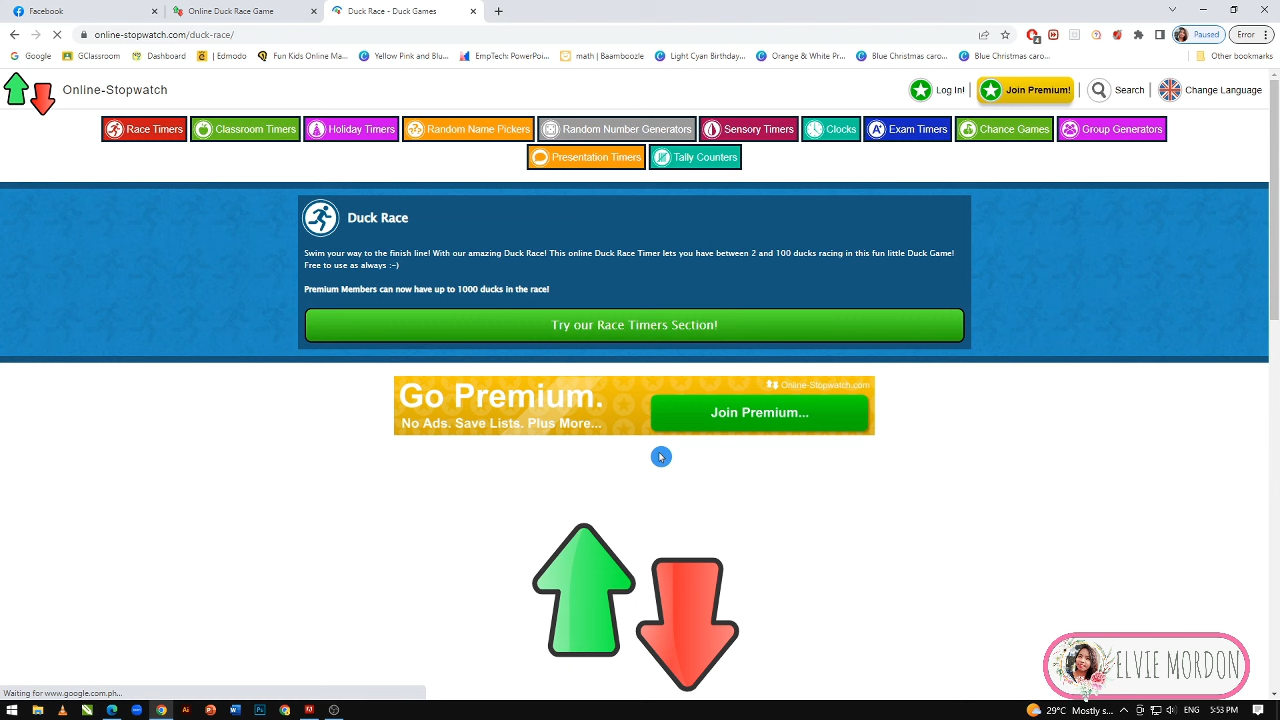 Facebook
Online Duck Race Game
Duck Race - Duck Games
online-stopwatch.com/duck-race/
Paused
Error
Google
GClassroom
Dashboard
Edmodo
Fun Kids Online Ma...
Yellow Pink and Blu...
EmpTech PowerPoi...
math | Baamboozle
Light Cyan Birthday...
Orange & White Pr...
Blue Christmas caro...
Blue Christmas caro...
Other bookmarks
Online-Stopwatch
Log In! |
Join Premium! |
Search |
Change Language
Race Timers
Classroom Timers
Holiday Timers
Random Name Pickers
Random Number Generators
Sensory Timers
Clocks
Exam Timers
Chance Games
Group Generators
Presentation Timers
Tally Counters
Duck Race
Swim your way to the finish line! With our amazing Duck Race! This online Duck Race Timer lets you have between 2 and 100 ducks racing in this fun little Duck Game!
Free to use as always :-)
Premium Members can now have up to 1000 ducks in the race!
Try our Race Timers Section!
Go Premium.
No Ads. Save Lists. Plus More...
Online-Stopwatch.com
Join Premium...
ELVIE MORDON
Waiting for www.google.com.ph...
29°C Mostly s...
ENG
5:53 PM